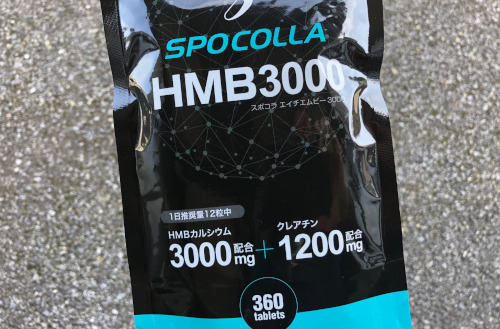 SPOCOLLA
HMB3000
スポコラ エイチエムビー3000
1日推奨量12粒中
HMBカルシウム
3000配合mg
+
クレアチン
1200配合mg
360
tablets